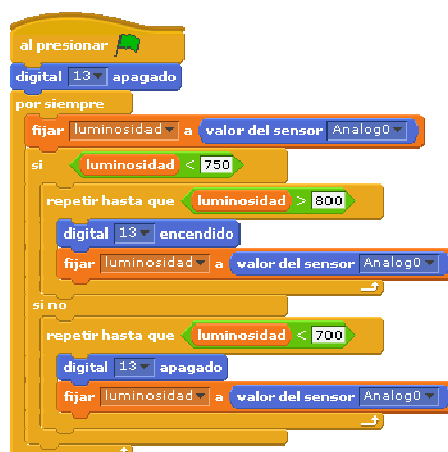 al presionar
digital 13 apagado
por siempre
fijar luminosidad a valor del sensor Analog0
si luminosidad < 750
repetir hasta que luminosidad > 800
digital 13 encendido
fijar luminosidad a valor del sensor Analog0
si no
repetir hasta que luminosidad < 700
digital 13 apagado
fijar luminosidad a valor del sensor Analog0